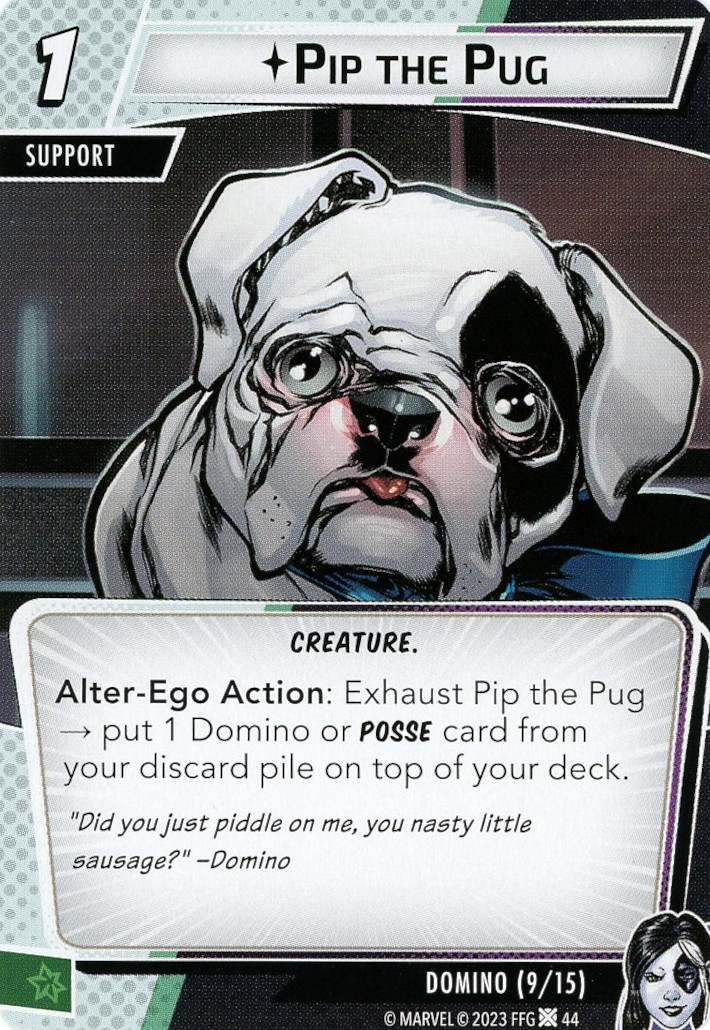 1
✦PIP THE PUG
SUPPORT
CREATURE.
Alter-Ego Action: Exhaust Pip the Pug
→ put 1 Domino or POSSE card from
your discard pile on top of your deck.
"Did you just piddle on me, you nasty little
sausage?" –Domino
DOMINO (9/15)
© MARVEL © 2023 FFG 44